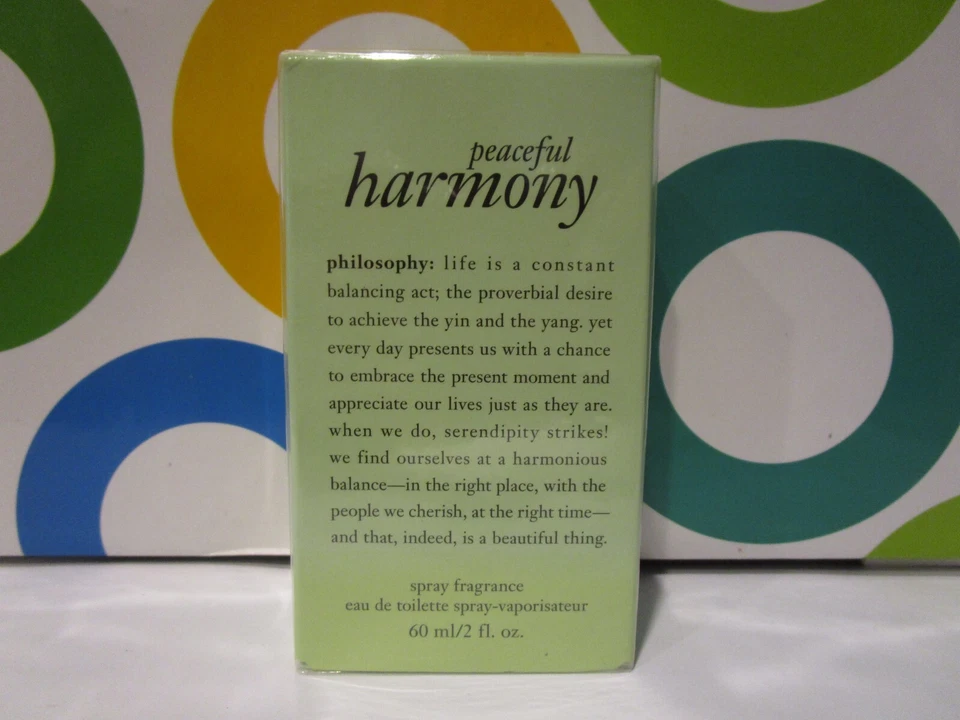 peaceful
harmony
philosophy: life is a constant
balancing act; the proverbial desire
to achieve the yin and the yang. yet
every day presents us with a chance
to embrace the present moment and
appreciate our lives just as they are.
when we do, serendipity strikes!
we find ourselves at a harmonious
balance—in the right place, with the
people we cherish, at the right time—
and that, indeed, is a beautiful thing.
spray fragrance
eau de toilette spray-vaporisateur
60 ml/2 fl. oz.